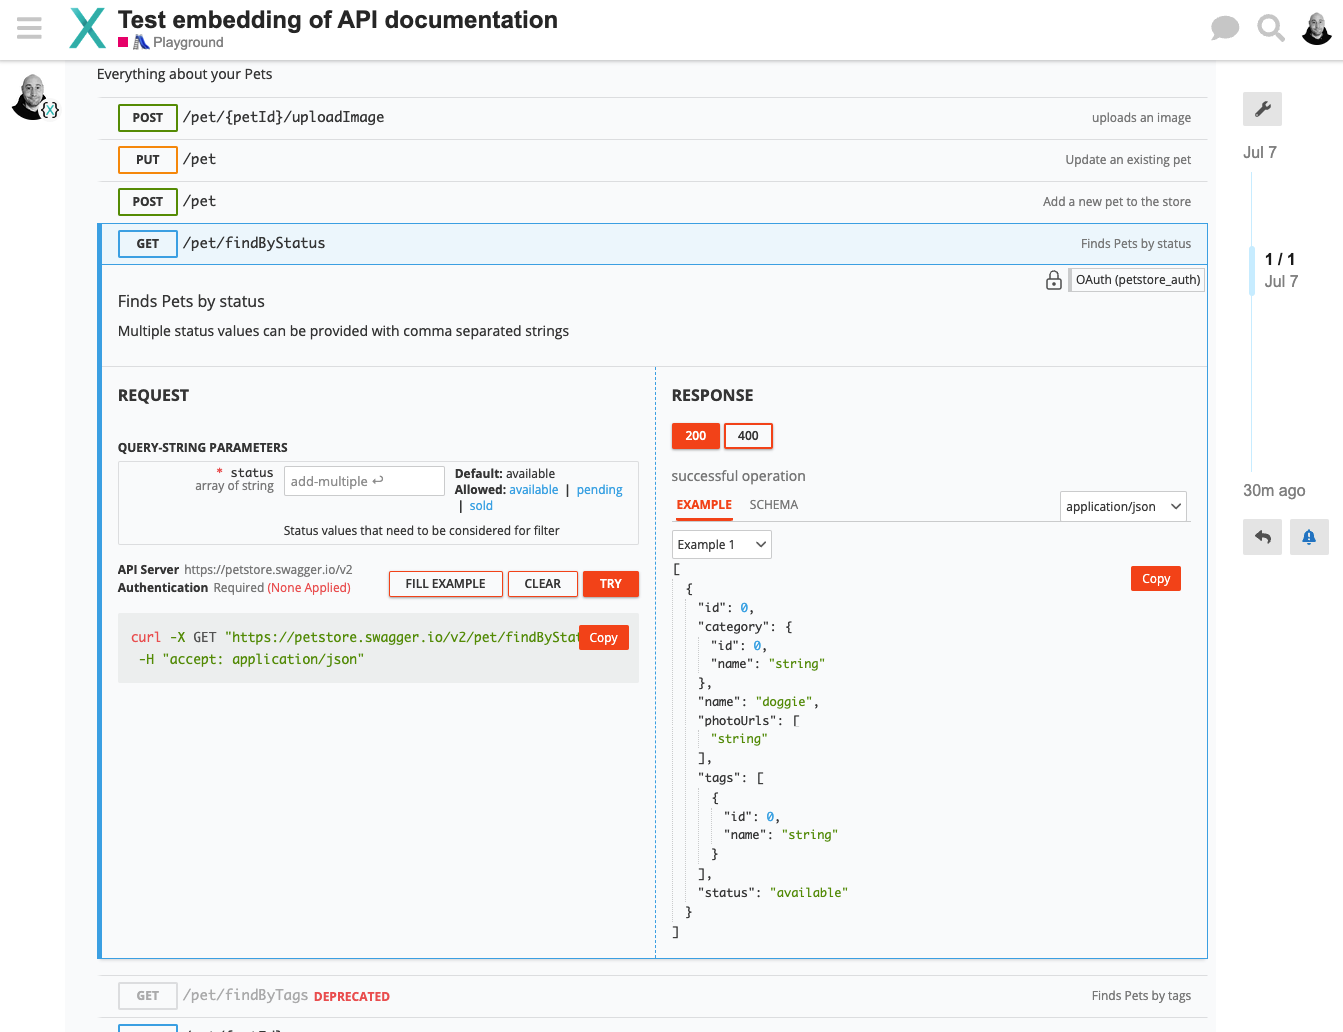 Test embedding of API documentation
Playground
Everything about your Pets
POST /pet/{petId}/uploadImage uploads an image
PUT /pet Update an existing pet
POST /pet Add a new pet to the store
GET /pet/findByStatus Finds Pets by status
OAuth (petstore_auth)
Finds Pets by status
Multiple status values can be provided with comma separated strings
REQUEST
QUERY-STRING PARAMETERS
* status
array of string
add-multiple ↩
Default: available
Allowed: available | pending
| sold
Status values that need to be considered for filter
API Server https://petstore.swagger.io/v2
Authentication Required (None Applied)
FILL EXAMPLE CLEAR TRY
curl -X GET "https://petstore.swagger.io/v2/pet/findByStat
Copy
-H "accept: application/json"
RESPONSE
200 400
successful operation
EXAMPLE SCHEMA
application/json
Example 1
Copy
[
{
"id": 0,
"category": {
"id": 0,
"name": "string"
},
"name": "doggie",
"photoUrls": [
"string"
],
"tags": [
{
"id": 0,
"name": "string"
}
],
"status": "available"
}
]
GET /pet/findByTags DEPRECATED Finds Pets by tags
Jul 7
1 / 1
Jul 7
30m ago